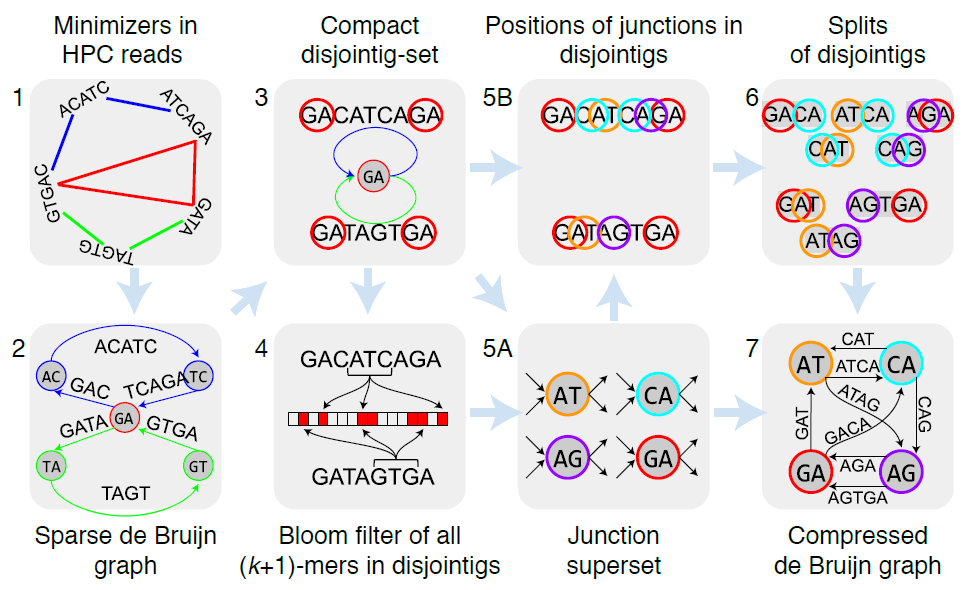 Minimizers in
HPC reads
Compact
disjointig-set
Positions of junctions in
disjointigs
Splits
of disjointigs
1
ACATC
ATCAGA
GTGAC
GATA
TAGTG
3
GACATCAGA
GA
GATAGTGA
5B
GACATCAGA
GATAGTGA
6
GACA
ATCA
AGA
CAT
CAG
GAT
AGTGA
ATAG
2
ACATC
AC
TC
GAC
TCAGA
GA
GATA
GTGA
TA
GT
TAGT
4
GACATCAGA
GATAGTGA
5A
AT
CA
AG
GA
7
CAT
AT
ATCA
CA
ATAG
GAT
GACA
CAG
GA
AGA
AG
AGTGA
Sparse de Bruijn
graph
Bloom filter of all
(k+1)-mers in disjointigs
Junction
superset
Compressed
de Bruijn graph